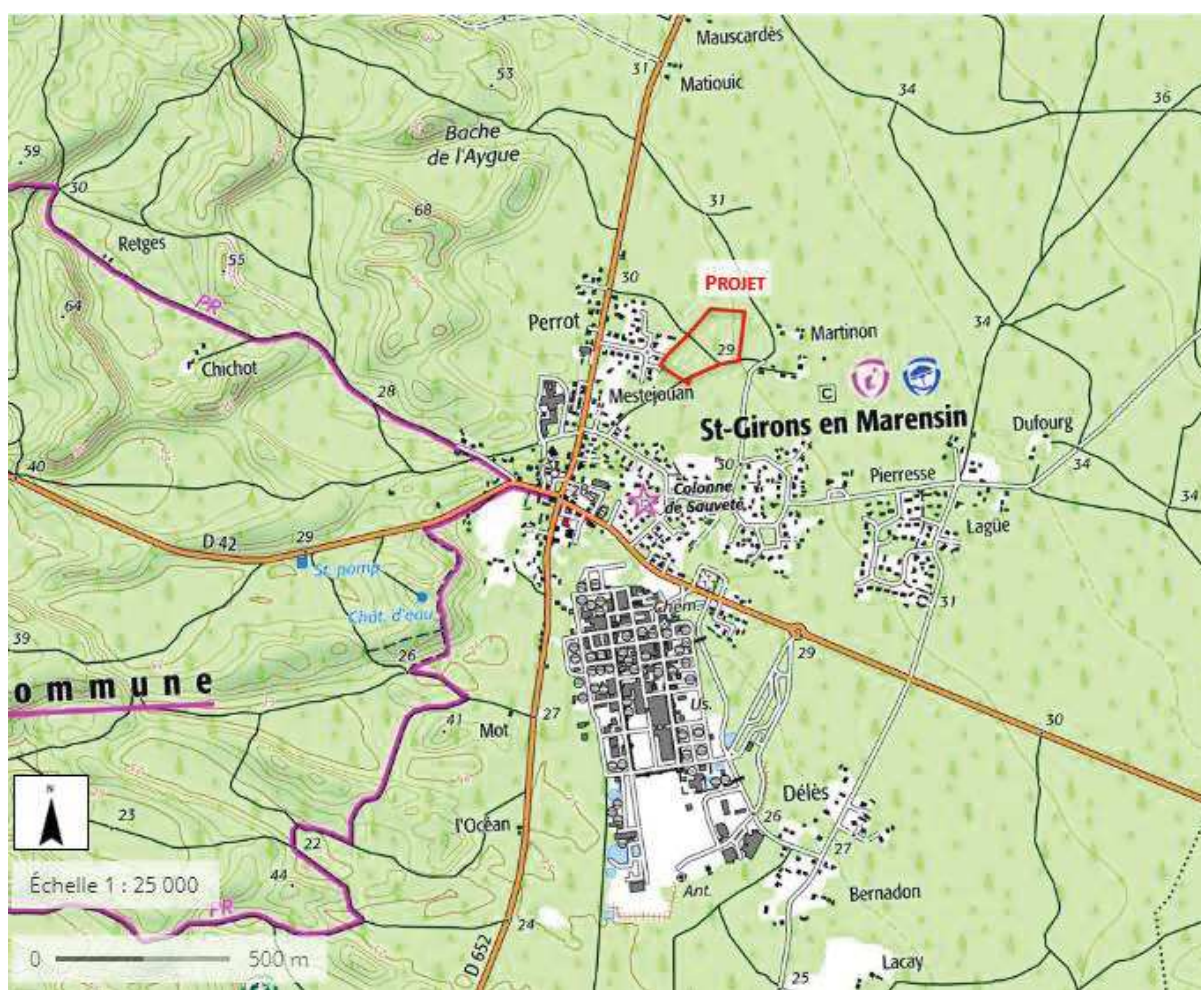 Mauscardès
31
Matiouic
53
34
36
Bache
de l'Aygue
59
30
31
68
Retges
55
30
PROJET
PR
64
Perrot
34
29
Martinon
Chichot
28
Mestejouan
C
i
St-Girons en Marensin
Dufourg
40
30
Pierresse
34
Colonne
de Sauveté
34
D 42
29
St. pomp.
Lagüe
Chât. d'eau
chem.
31
39
26
29
ommune
41
Mot
27
Us.
30
Délès
23
l'Océan
26
22
27
Échelle 1 : 25 000
44
Ant.
Bernadon
PR
24
0
500 m
D 652
Lacay
25
N